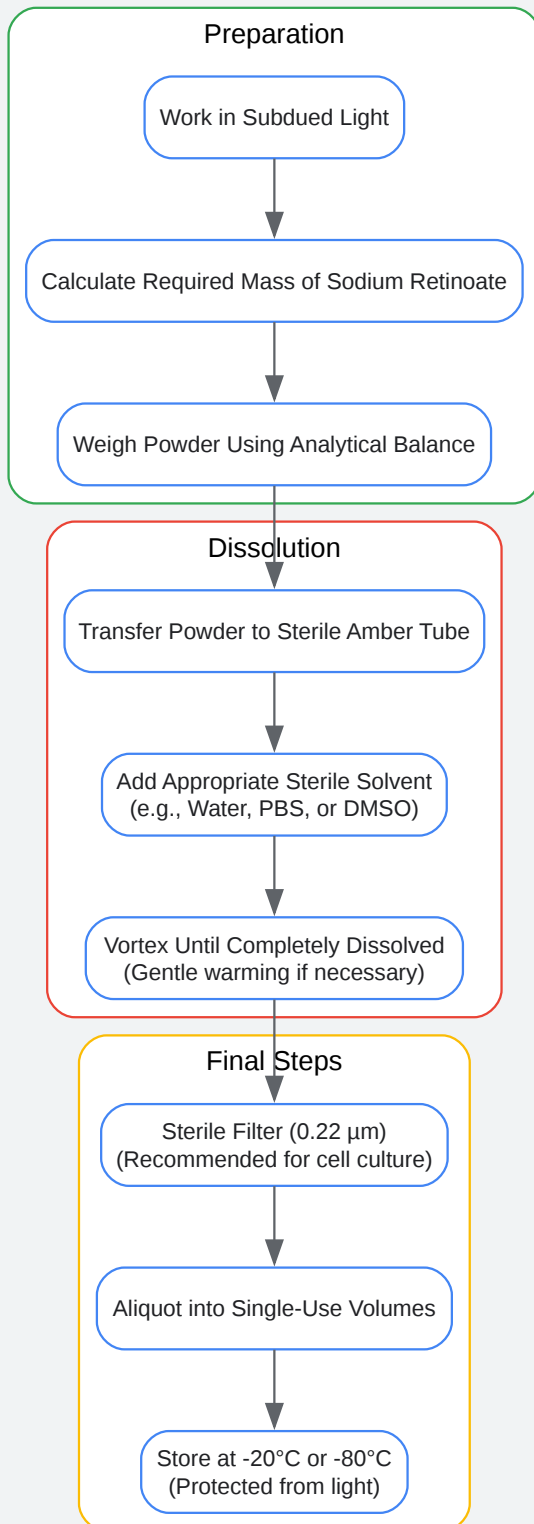 Preparation
Work in Subdued Light
Calculate Required Mass of Sodium Retinoate
Weigh Powder Using Analytical Balance
Dissolution
Transfer Powder to Sterile Amber Tube
Add Appropriate Sterile Solvent
(e.g., Water, PBS, or DMSO)
Vortex Until Completely Dissolved
(Gentle warming if necessary)
Final Steps
Sterile Filter (0.22 µm)
(Recommended for cell culture)
Aliquot into Single-Use Volumes
Store at -20°C or -80°C
(Protected from light)